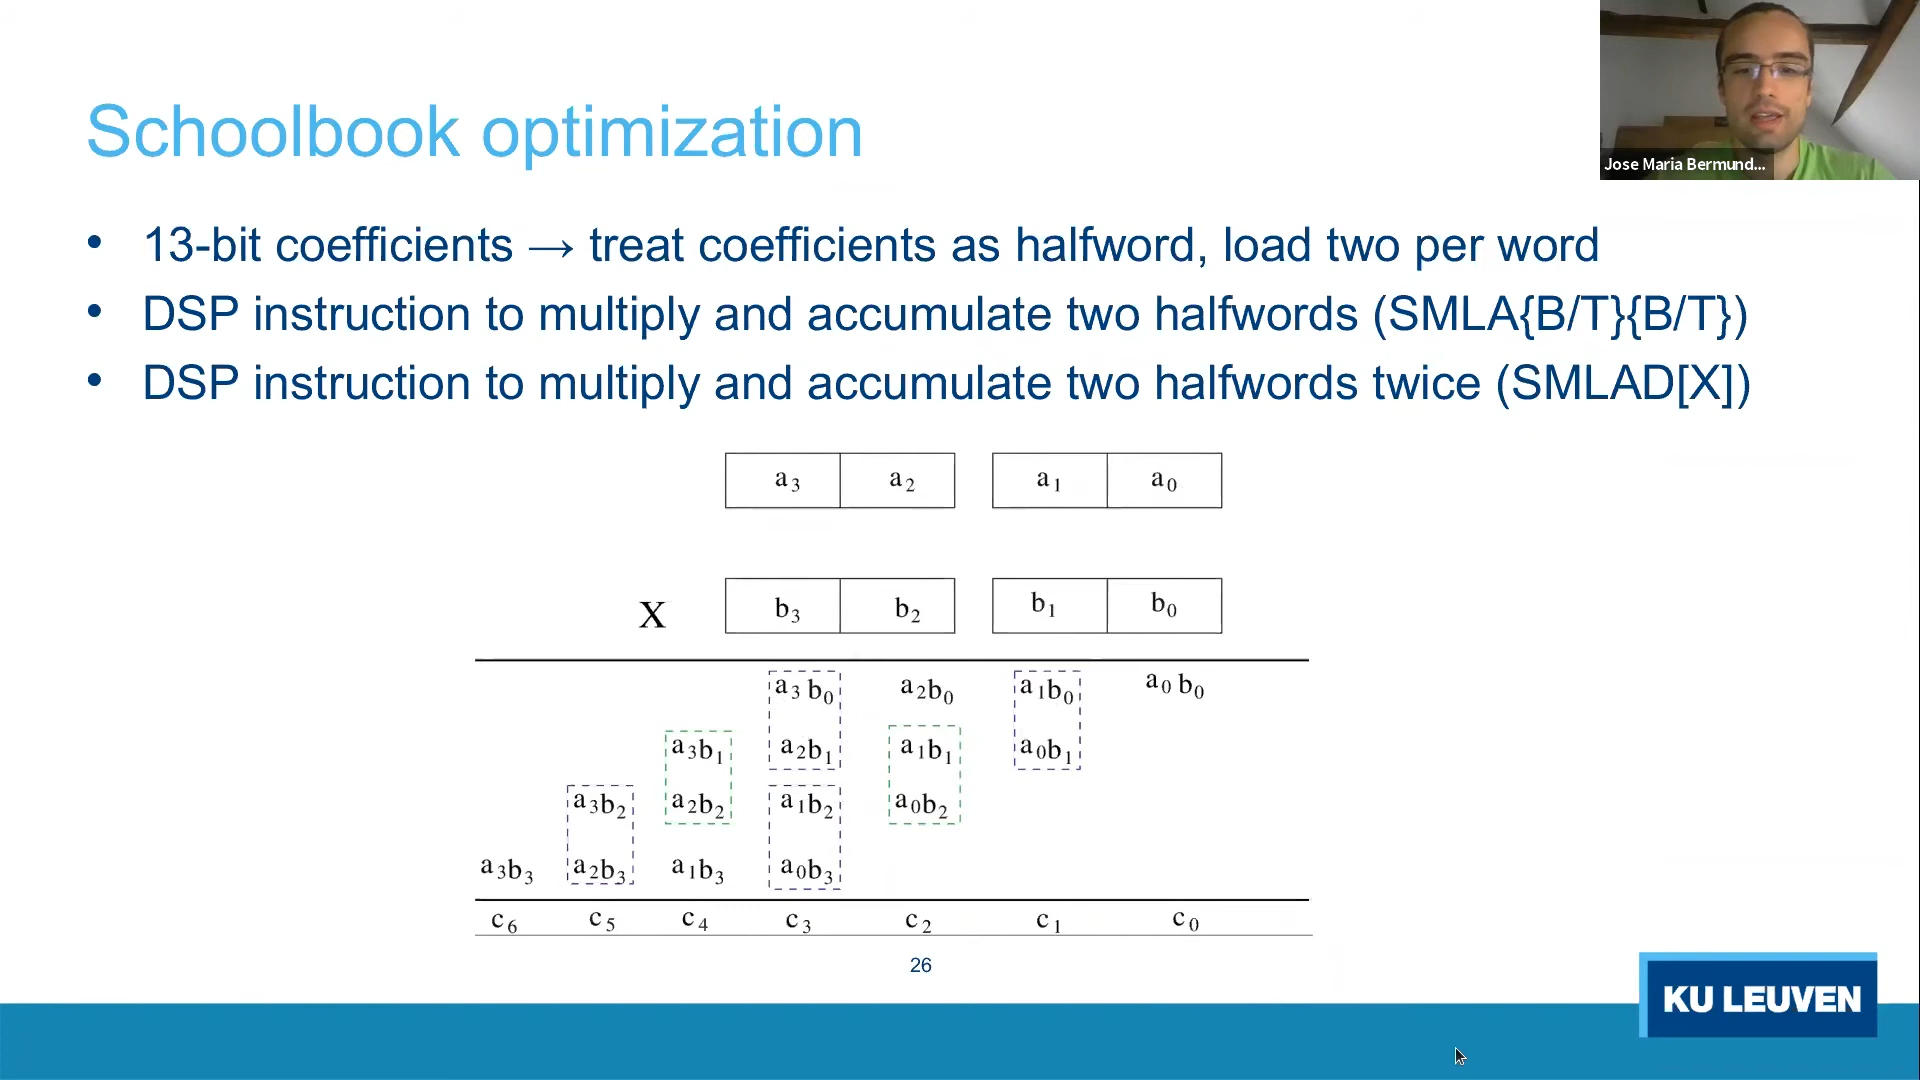 Jose Maria Bermund...
Schoolbook optimization
• 13-bit coefficients → treat coefficients as halfword, load two per word
• DSP instruction to multiply and accumulate two halfwords (SMLA{B/T}{B/T})
• DSP instruction to multiply and accumulate two halfwords twice (SMLAD[X])
a3 a2 a1 a0
X b3 b2 b1 b0
a3b0 a2b0 a1b0 a0b0
a3b1 a2b1 a1b1 a0b1
a3b2 a2b2 a1b2 a0b2
a3b3 a2b3 a1b3 a0b3
c6 c5 c4 c3 c2 c1 c0
26
KU LEUVEN